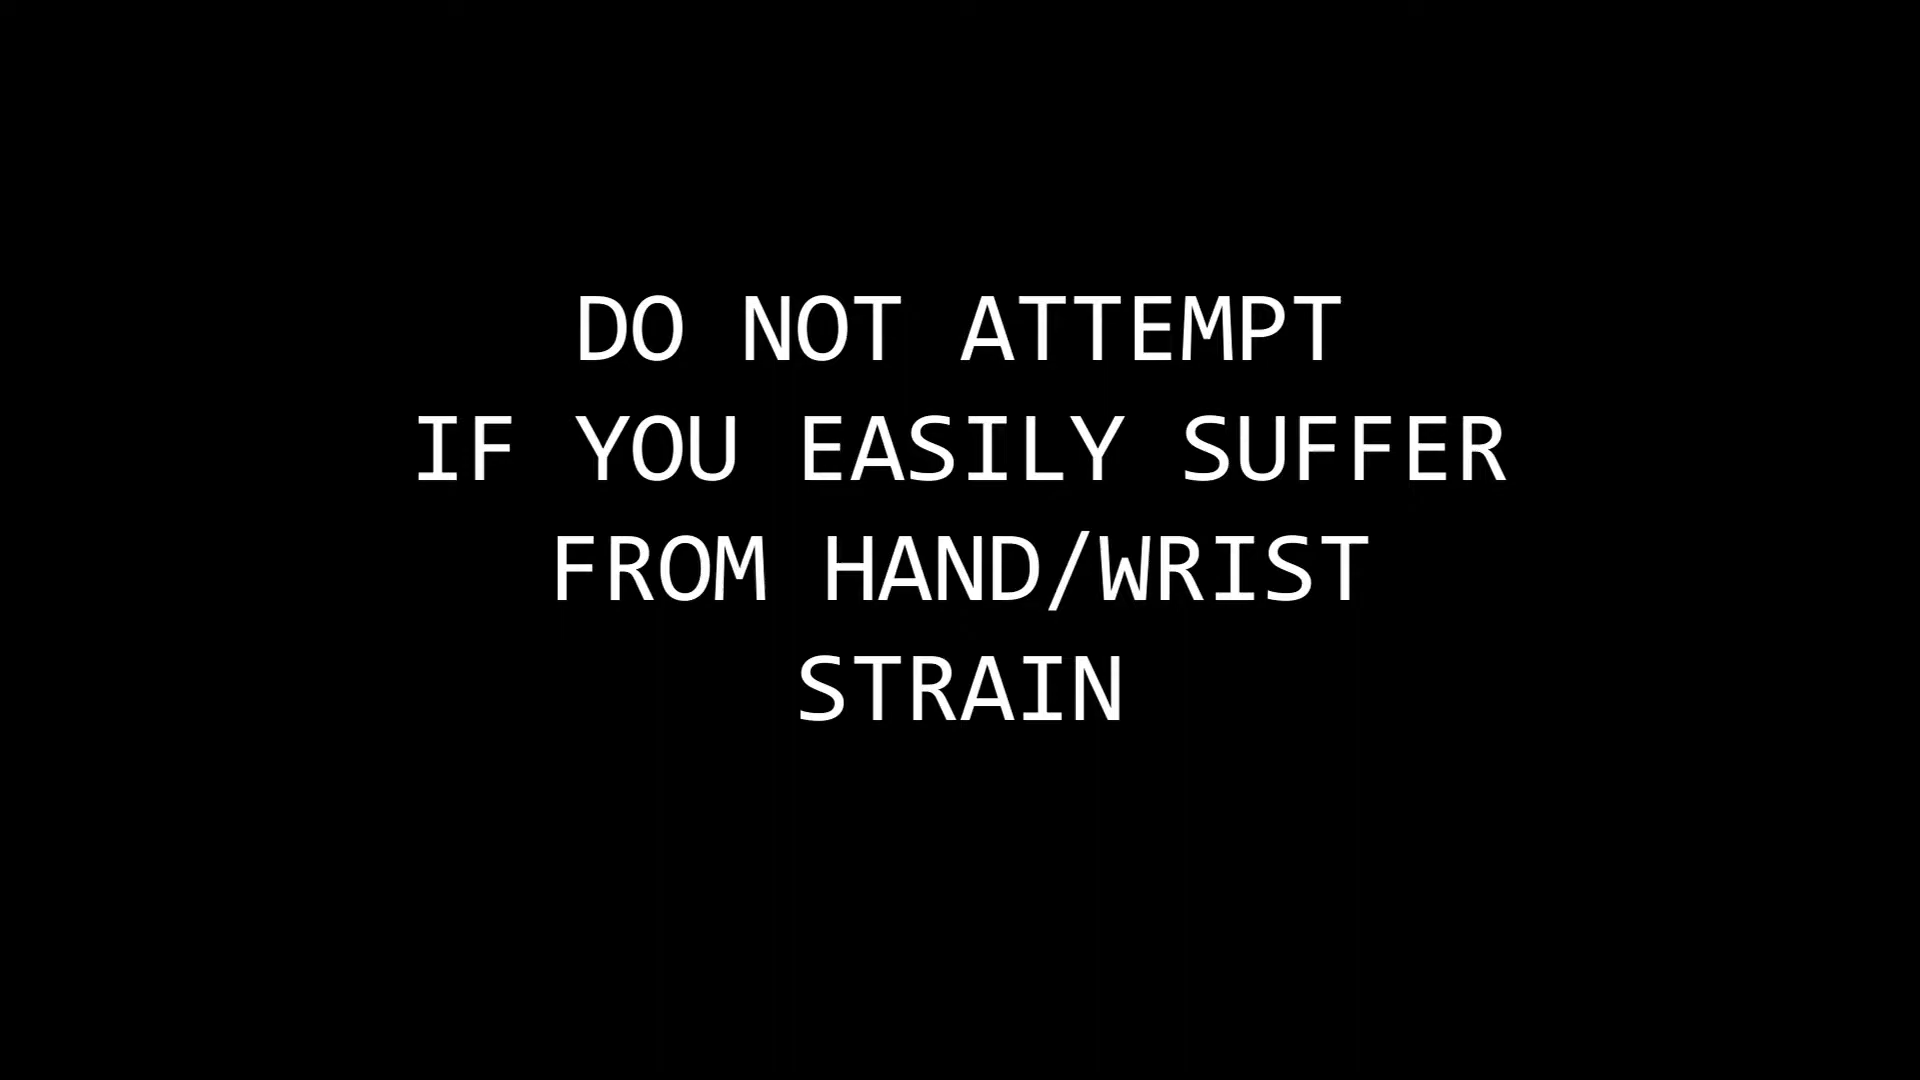 DO NOT ATTEMPT
IF YOU EASILY SUFFER
FROM HAND/WRIST
STRAIN